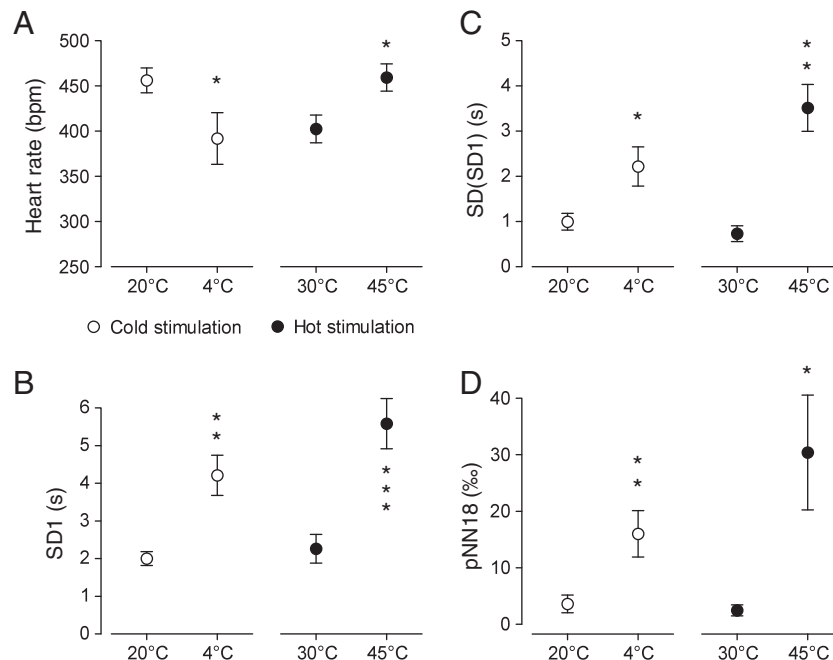 A
Heart rate (bpm)
500
450
400
350
300
250
*
*
20°C 4°C 30°C 45°C
C
SD(SD1) (s)
5
4
3
2
1
0
*
*
*
20°C 4°C 30°C 45°C
Cold stimulation Hot stimulation
B
SD1 (s)
6
5
4
3
2
1
0
*
*
*
*
*
20°C 4°C 30°C 45°C
D
pNN18 (‰)
40
30
20
10
0
*
*
*
20°C 4°C 30°C 45°C